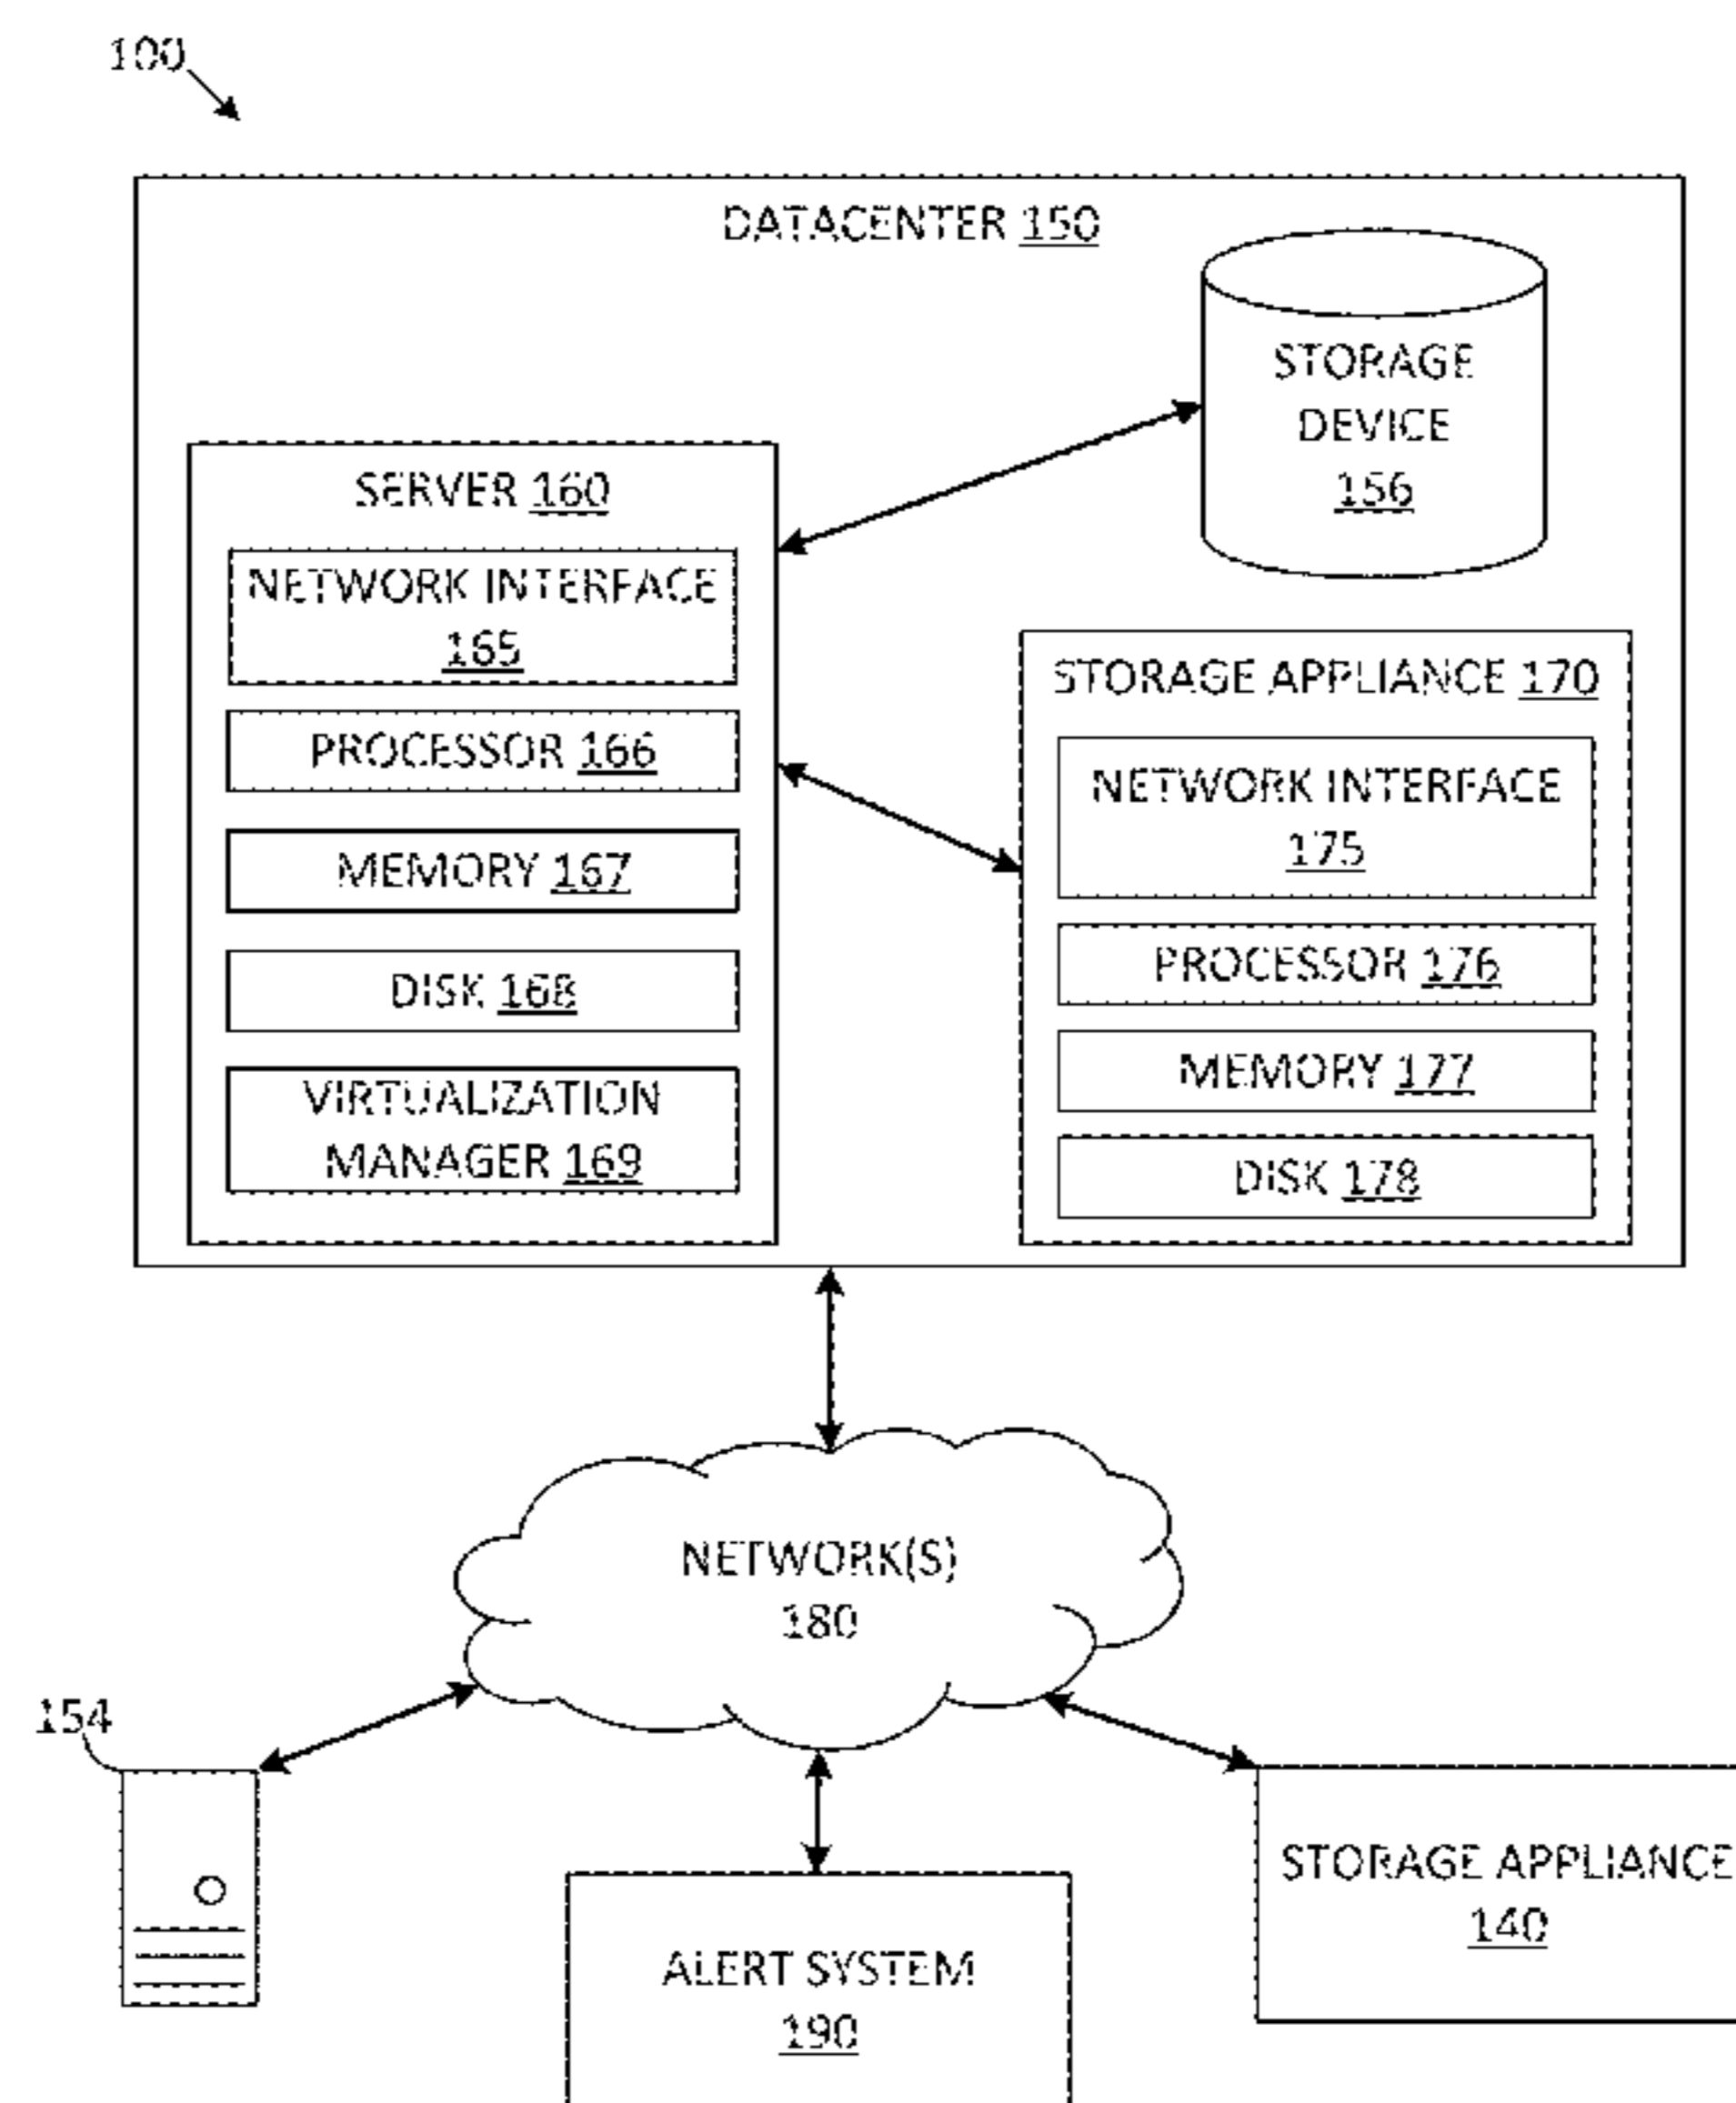 100
DATACENTER 150
STORAGE
DEVICE
156
SERVER 160
NETWORK INTERFACE
165
PROCESSOR 166
MEMORY 167
DISK 168
VIRTUALIZATION
MANAGER 169
STORAGE APPLIANCE 170
NETWORK INTERFACE
175
PROCESSOR 176
MEMORY 177
DISK 178
NETWORK(S)
180
154
STORAGE APPLIANCE
140
ALERT SYSTEM
190